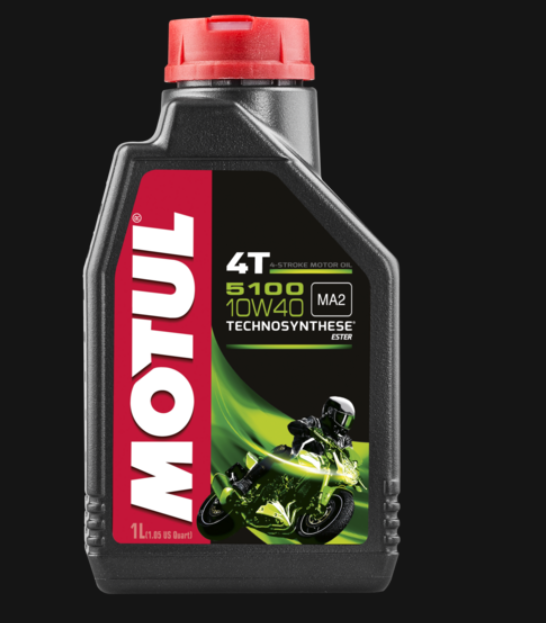 MOTUL®
4T 4-STROKE MOTOR OIL
5100
10W40 MA2
TECHNOSYNTHESE®
ESTER
1L(1.05 US Quart)